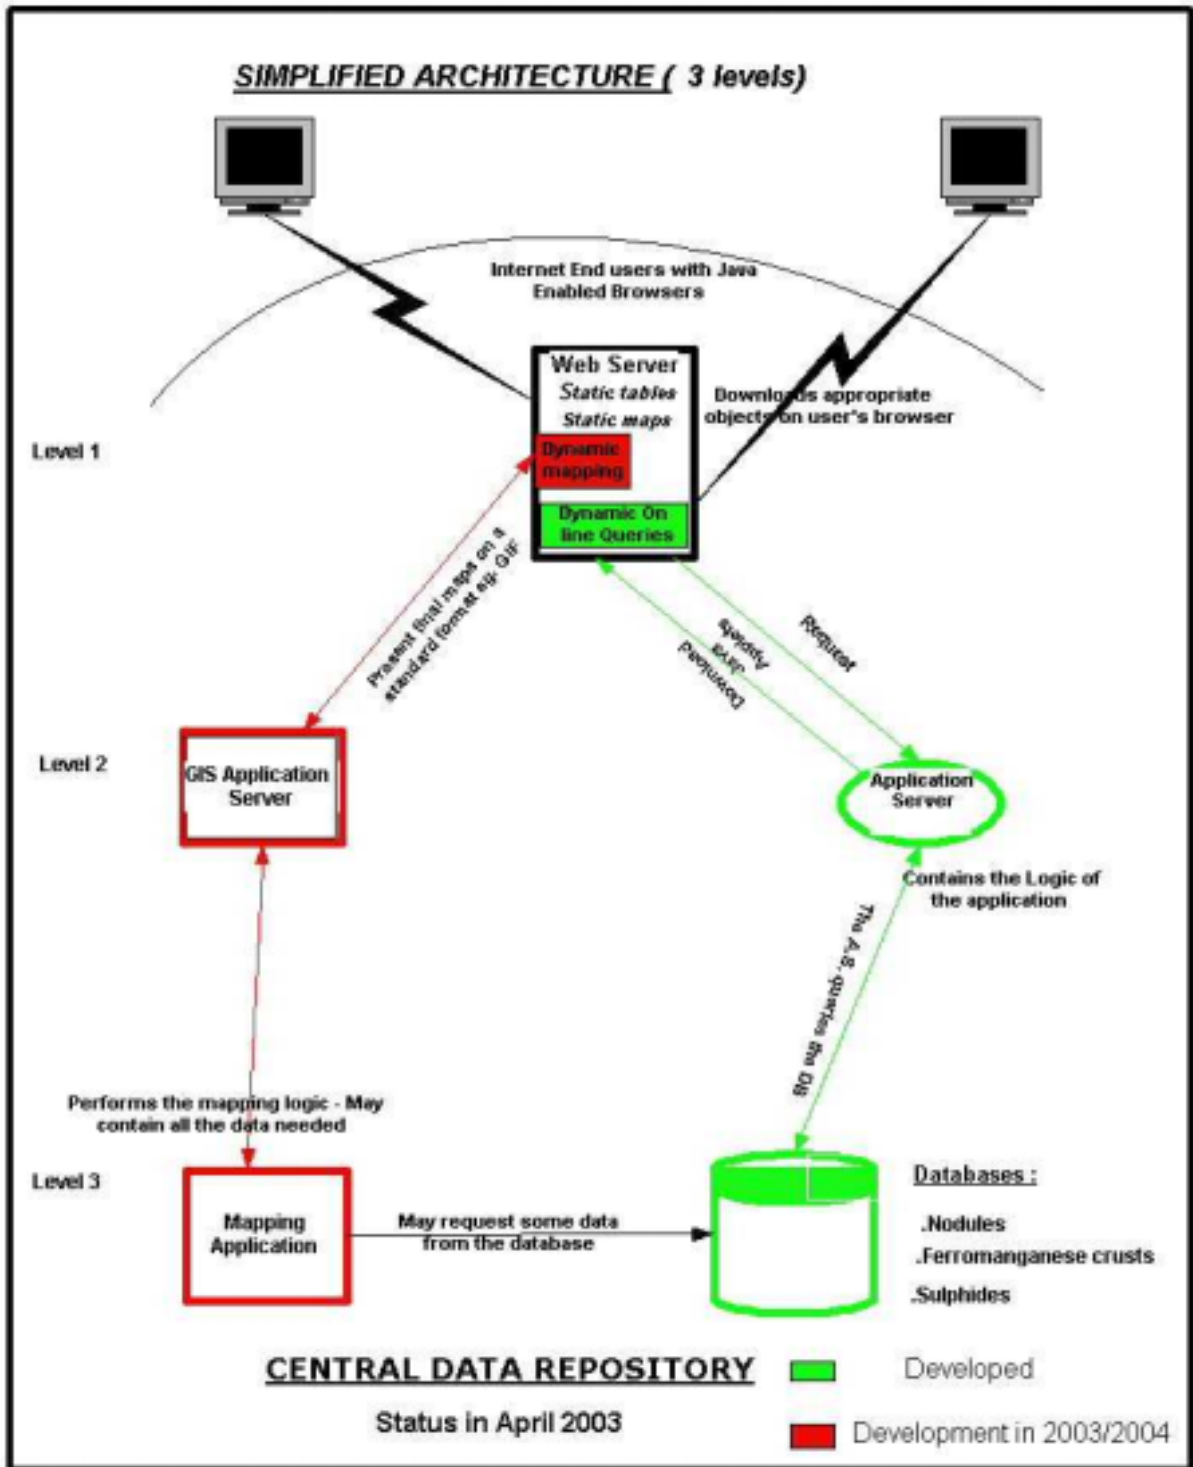 SIMPLIFIED ARCHITECTURE ( 3 levels)
Internet End users with Java
Enabled Browsers
Web Server
Static tables
Static maps
Downloads appropriate
objects on user's browser
Level 1
Dynamic
mapping
Dynamic On
line Queries
Present final maps on a
standard format eg- GIF
Download
Java
Applets
Request
Level 2
GIS Application
Server
Application
Server
Contains the Logic of
the application
The A.S. queries the DB
Performs the mapping logic - May
contain all the data needed
Level 3
Mapping
Application
May request some data
from the database
Databases :
.Nodules
.Ferromanganese crusts
.Sulphides
CENTRAL DATA REPOSITORY
Status in April 2003
Developed
Development in 2003/2004